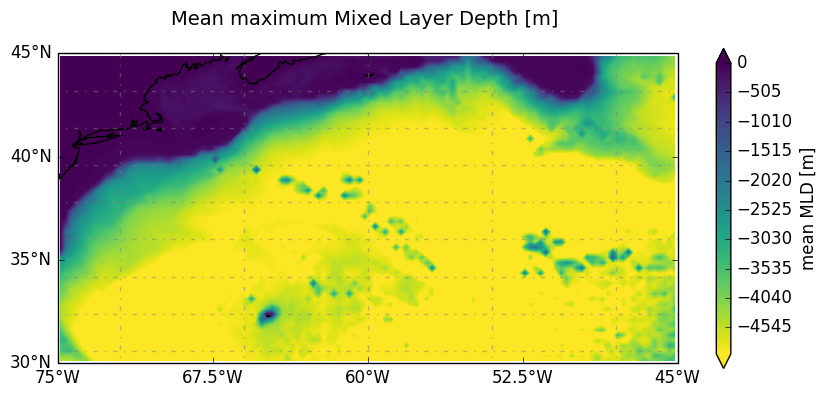 Mean maximum Mixed Layer Depth [m]
45°N
40°N
35°N
30°N
75°W 67.5°W 60°W 52.5°W 45°W
0
−505
−1010
−1515
−2020
−2525
−3030
−3535
−4040
−4545
mean MLD [m]